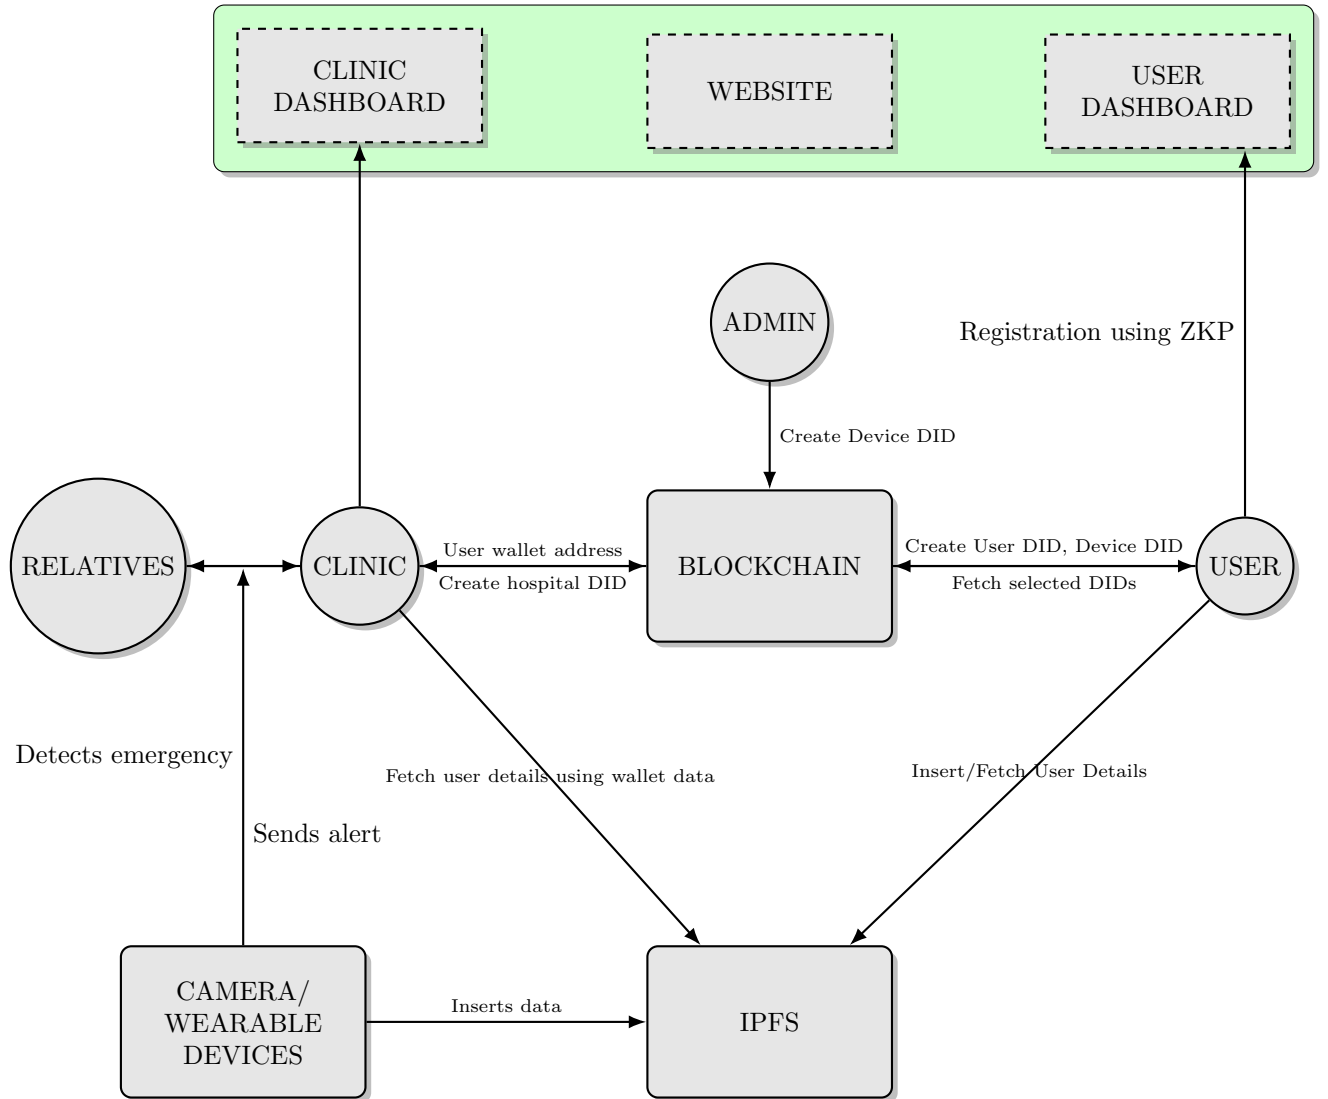 CLINIC
DASHBOARD
WEBSITE
USER
DASHBOARD
ADMIN
Registration using ZKP
Create Device DID
RELATIVES
CLINIC
User wallet address
Create hospital DID
BLOCKCHAIN
Create User DID, Device DID
Fetch selected DIDs
USER
Detects emergency
Sends alert
Fetch user details using wallet data
Insert/Fetch User Details
CAMERA/
WEARABLE
DEVICES
Inserts data
IPFS